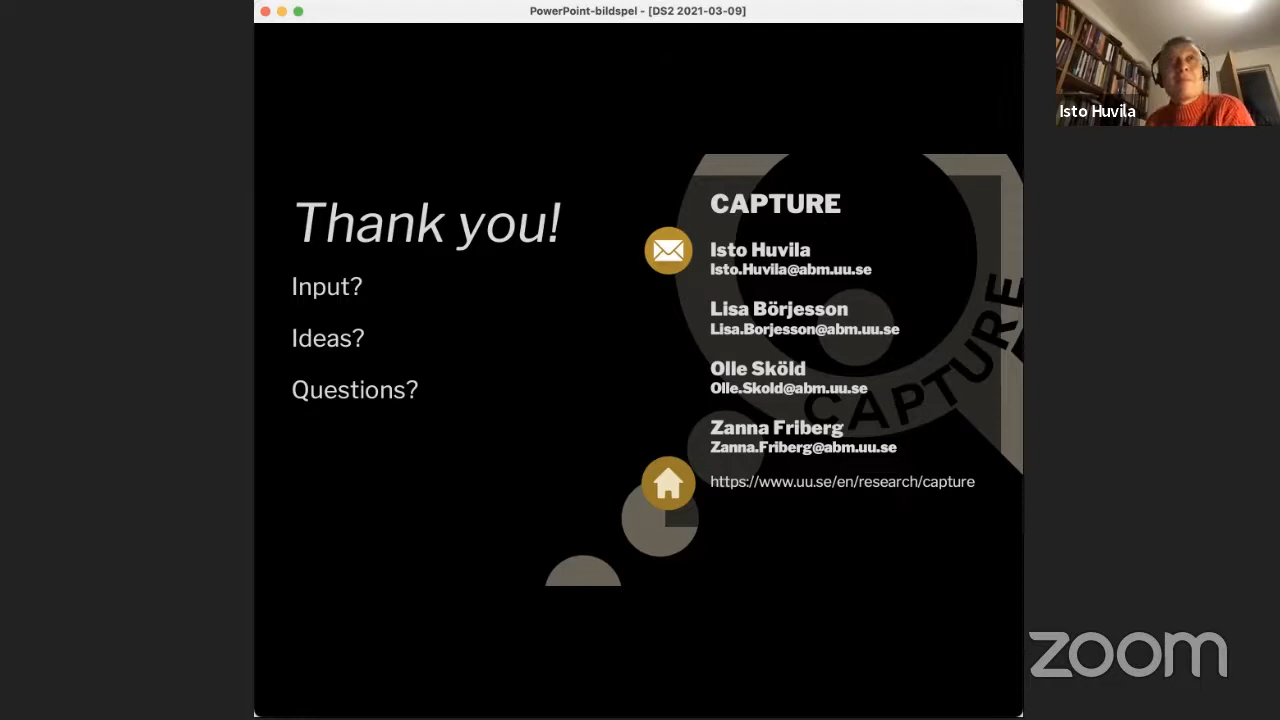 PowerPoint-bildspel - [DS2 2021-03-09]
Isto Huvila
Thank you!
Input?
Ideas?
Questions?
CAPTURE
Isto Huvila
Isto.Huvila@abm.uu.se
Lisa Börjesson
Lisa.Borjesson@abm.uu.se
Olle Sköld
Olle.Skold@abm.uu.se
Zanna Friberg
Zanna.Friberg@abm.uu.se
https://www.uu.se/en/research/capture
CAPTURE
zoom